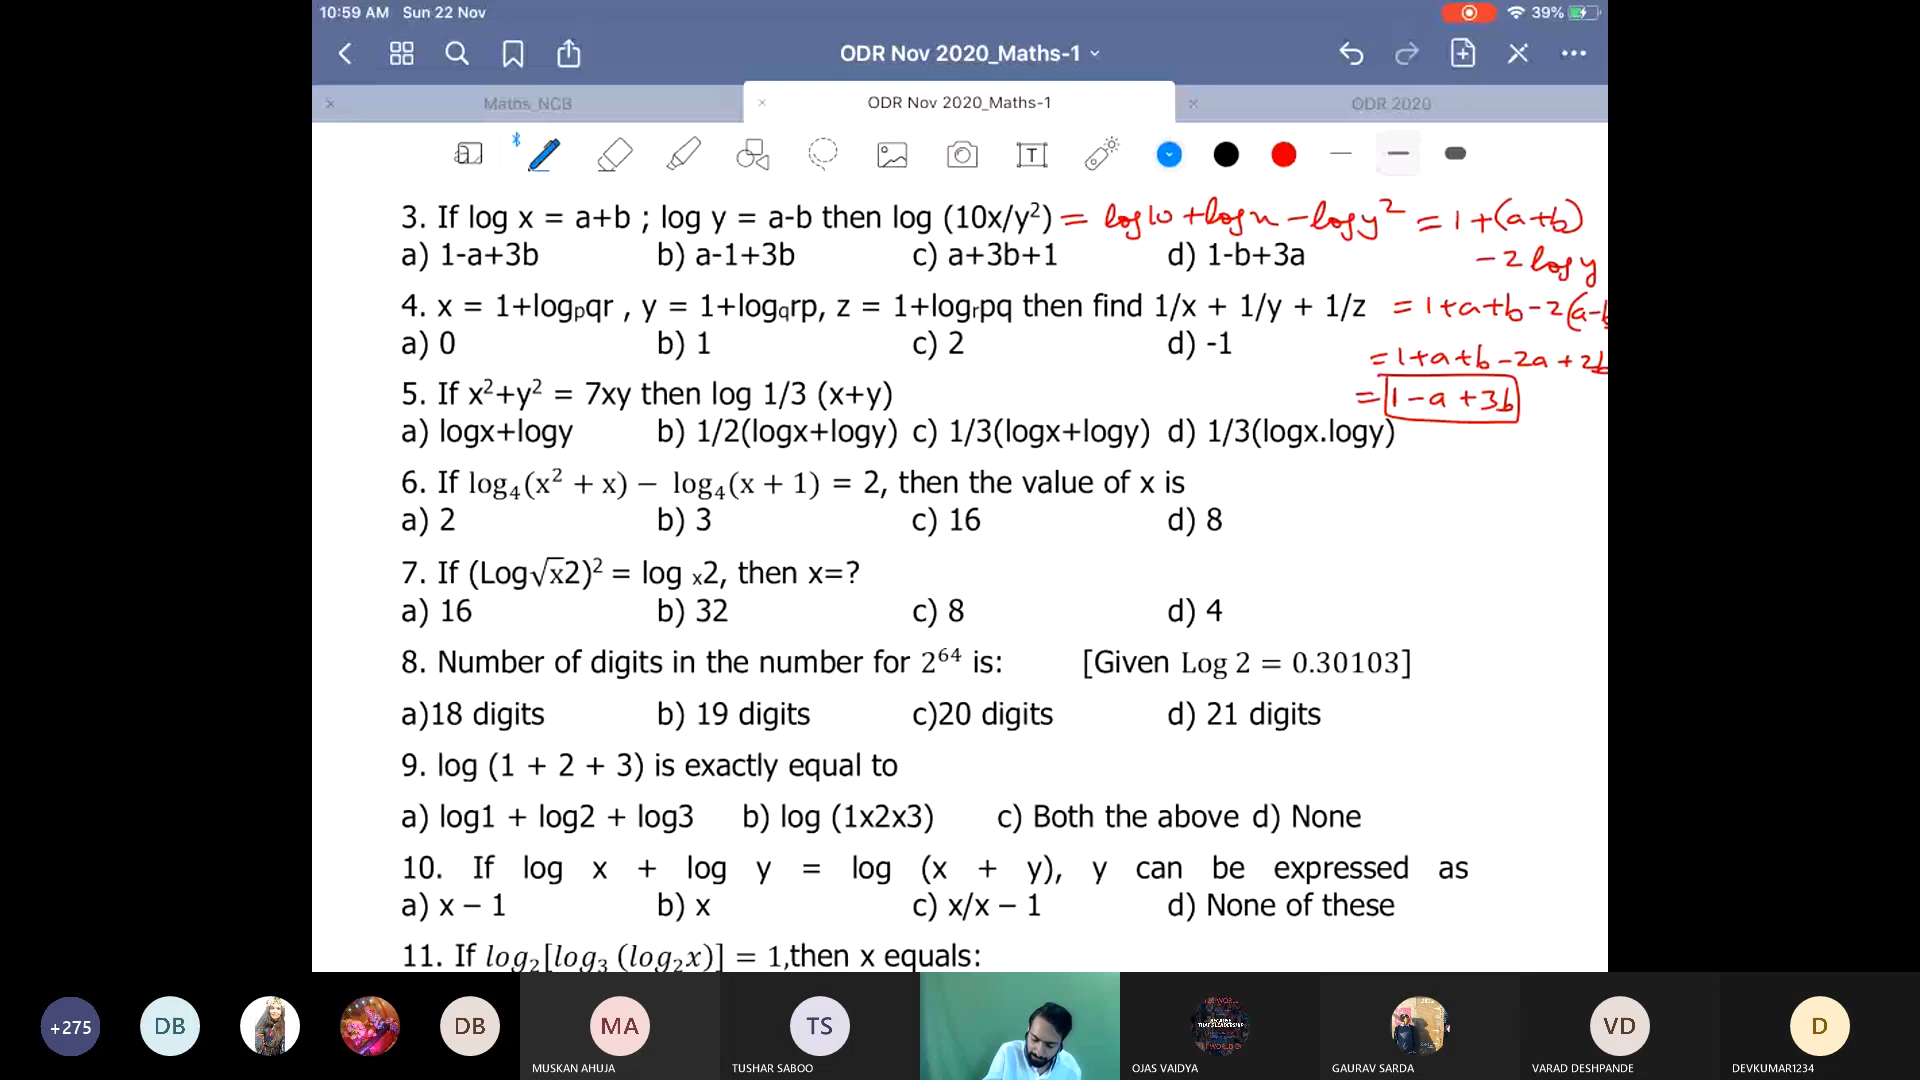 10:59 AM Sun 22 Nov
39%
ODR Nov 2020_Maths-1
Maths_NCB
ODR Nov 2020_Maths-1
ODR 2020
3. If log x = a+b ; log y = a-b then log (10x/y²) = log10 + logx - logy² = 1+(a+b)
a) 1-a+3b b) a-1+3b c) a+3b+1 d) 1-b+3a
-2 log y
4. x = 1+logₚqr , y = 1+log_q rp, z = 1+logᵣpq then find 1/x + 1/y + 1/z
= 1+a+b-2(a-b
a) 0 b) 1 c) 2 d) -1
= 1+a+b-2a+2b
5. If x²+y² = 7xy then log 1/3 (x+y)
= 1-a+3b
a) logx+logy b) 1/2(logx+logy) c) 1/3(logx+logy) d) 1/3(logx.logy)
6. If log₄(x² + x) − log₄(x + 1) = 2, then the value of x is
a) 2 b) 3 c) 16 d) 8
7. If (Log√x2)² = log ₓ2, then x=?
a) 16 b) 32 c) 8 d) 4
8. Number of digits in the number for 2⁶⁴ is: [Given Log 2 = 0.30103]
a)18 digits b) 19 digits c)20 digits d) 21 digits
9. log (1 + 2 + 3) is exactly equal to
a) log1 + log2 + log3 b) log (1x2x3) c) Both the above d) None
10. If log x + log y = log (x + y), y can be expressed as
a) x – 1 b) x c) x/x – 1 d) None of these
11. If log₂[log₃ (log₂x)] = 1,then x equals:
+275 DB DB MA TS VD D
MUSKAN AHUJA TUSHAR SABOO OJAS VAIDYA GAURAV SARDA VARAD DESHPANDE DEVKUMAR1234